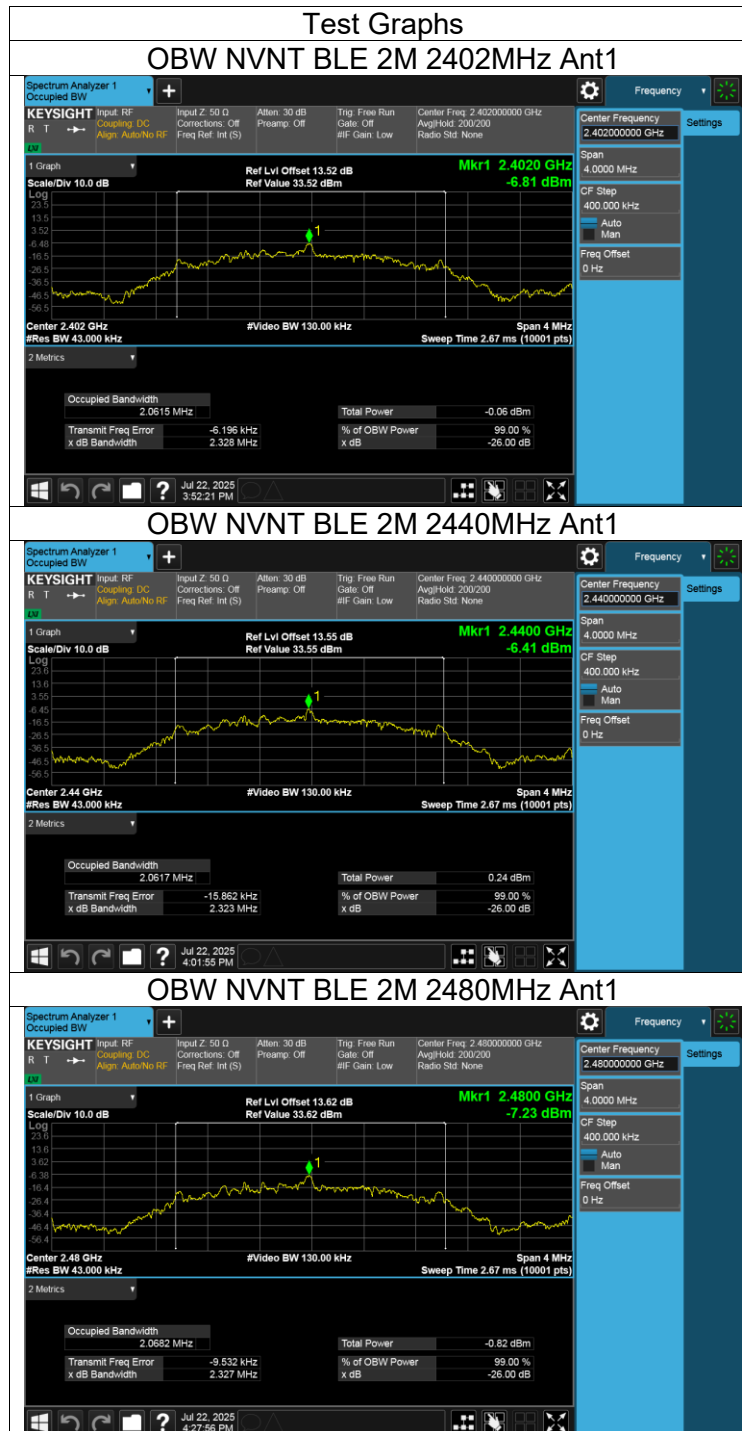 Test Graphs
OBW NVNT BLE 2M 2402MHz Ant1
Spectrum Analyzer 1
Occupied BW
Frequency
KEYSIGHT Input: RF Input Z: 50 Ω Atten: 30 dB Trig: Free Run Center Freq: 2.402000000 GHz
R T Coupling: DC Corrections: Off Preamp: Off Gate: Off Avg|Hold: 200/200
Align: Auto/No RF Freq Ref: Int (S) #IF Gain: Low Radio Std: None
LXI
Center Frequency
2.402000000 GHz
Settings
Span
4.0000 MHz
CF Step
400.000 kHz
Auto
Man
Freq Offset
0 Hz
1 Graph
Ref Lvl Offset 13.52 dB Mkr1 2.4020 GHz
Scale/Div 10.0 dB Ref Value 33.52 dBm -6.81 dBm
Log
23.5
13.5
3.52
1
-6.48
-16.5
-26.5
-36.5
-46.5
-56.5
Center 2.402 GHz #Video BW 130.00 kHz Span 4 MHz
#Res BW 43.000 kHz Sweep Time 2.67 ms (10001 pts)
2 Metrics
Occupied Bandwidth
2.0615 MHz Total Power -0.06 dBm
Transmit Freq Error -6.196 kHz % of OBW Power 99.00 %
x dB Bandwidth 2.328 MHz x dB -26.00 dB
? Jul 22, 2025
3:52:21 PM
OBW NVNT BLE 2M 2440MHz Ant1
Spectrum Analyzer 1
Occupied BW
Frequency
KEYSIGHT Input: RF Input Z: 50 Ω Atten: 30 dB Trig: Free Run Center Freq: 2.440000000 GHz
R T Coupling: DC Corrections: Off Preamp: Off Gate: Off Avg|Hold: 200/200
Align: Auto/No RF Freq Ref: Int (S) #IF Gain: Low Radio Std: None
LXI
Center Frequency
2.440000000 GHz
Settings
Span
4.0000 MHz
CF Step
400.000 kHz
Auto
Man
Freq Offset
0 Hz
1 Graph
Ref Lvl Offset 13.55 dB Mkr1 2.4400 GHz
Scale/Div 10.0 dB Ref Value 33.55 dBm -6.41 dBm
Log
23.6
13.6
3.55
1
-6.45
-16.5
-26.5
-36.5
-46.5
-56.5
Center 2.44 GHz #Video BW 130.00 kHz Span 4 MHz
#Res BW 43.000 kHz Sweep Time 2.67 ms (10001 pts)
2 Metrics
Occupied Bandwidth
2.0617 MHz Total Power 0.24 dBm
Transmit Freq Error -15.862 kHz % of OBW Power 99.00 %
x dB Bandwidth 2.323 MHz x dB -26.00 dB
? Jul 22, 2025
4:01:55 PM
OBW NVNT BLE 2M 2480MHz Ant1
Spectrum Analyzer 1
Occupied BW
Frequency
KEYSIGHT Input: RF Input Z: 50 Ω Atten: 30 dB Trig: Free Run Center Freq: 2.480000000 GHz
R T Coupling: DC Corrections: Off Preamp: Off Gate: Off Avg|Hold: 200/200
Align: Auto/No RF Freq Ref: Int (S) #IF Gain: Low Radio Std: None
LXI
Center Frequency
2.480000000 GHz
Settings
Span
4.0000 MHz
CF Step
400.000 kHz
Auto
Man
Freq Offset
0 Hz
1 Graph
Ref Lvl Offset 13.62 dB Mkr1 2.4800 GHz
Scale/Div 10.0 dB Ref Value 33.62 dBm -7.23 dBm
Log
23.6
13.6
3.62
1
-6.38
-16.4
-26.4
-36.4
-46.4
-56.4
Center 2.48 GHz #Video BW 130.00 kHz Span 4 MHz
#Res BW 43.000 kHz Sweep Time 2.67 ms (10001 pts)
2 Metrics
Occupied Bandwidth
2.0682 MHz Total Power -0.82 dBm
Transmit Freq Error -9.532 kHz % of OBW Power 99.00 %
x dB Bandwidth 2.327 MHz x dB -26.00 dB
? Jul 22, 2025
4:27:56 PM